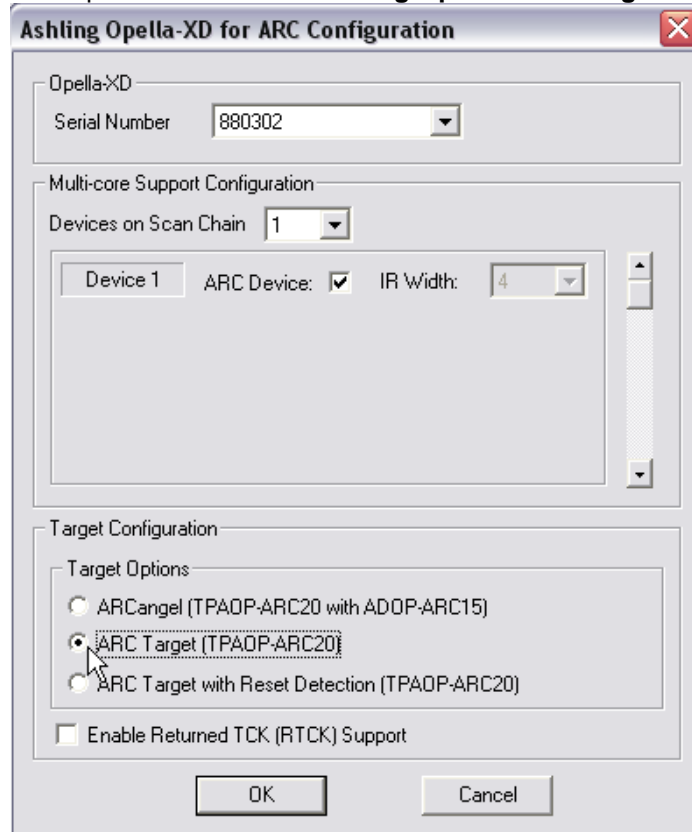 Ashling Opella-XD for ARC Configuration
Opella-XD
Serial Number 880302
Multi-core Support Configuration
Devices on Scan Chain 1
Device 1 ARC Device: IR Width: 4
Target Configuration
Target Options
ARCangel (TPAOP-ARC20 with ADOP-ARC15)
ARC Target (TPAOP-ARC20)
ARC Target with Reset Detection (TPAOP-ARC20)
Enable Returned TCK (RTCK) Support
OK Cancel